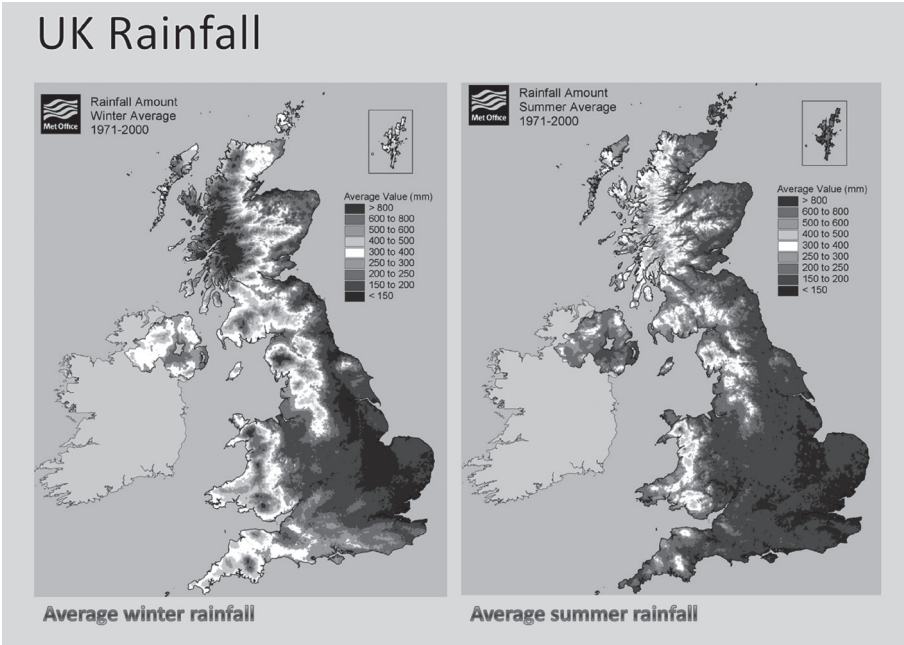 UK Rainfall
Met Office
Rainfall Amount
Winter Average
1971-2000
Average Value (mm)
> 800
600 to 800
500 to 600
400 to 500
300 to 400
250 to 300
200 to 250
150 to 200
< 150
Average winter rainfall
Met Office
Rainfall Amount
Summer Average
1971-2000
Average Value (mm)
> 800
600 to 800
500 to 600
400 to 500
300 to 400
250 to 300
200 to 250
150 to 200
< 150
Average summer rainfall